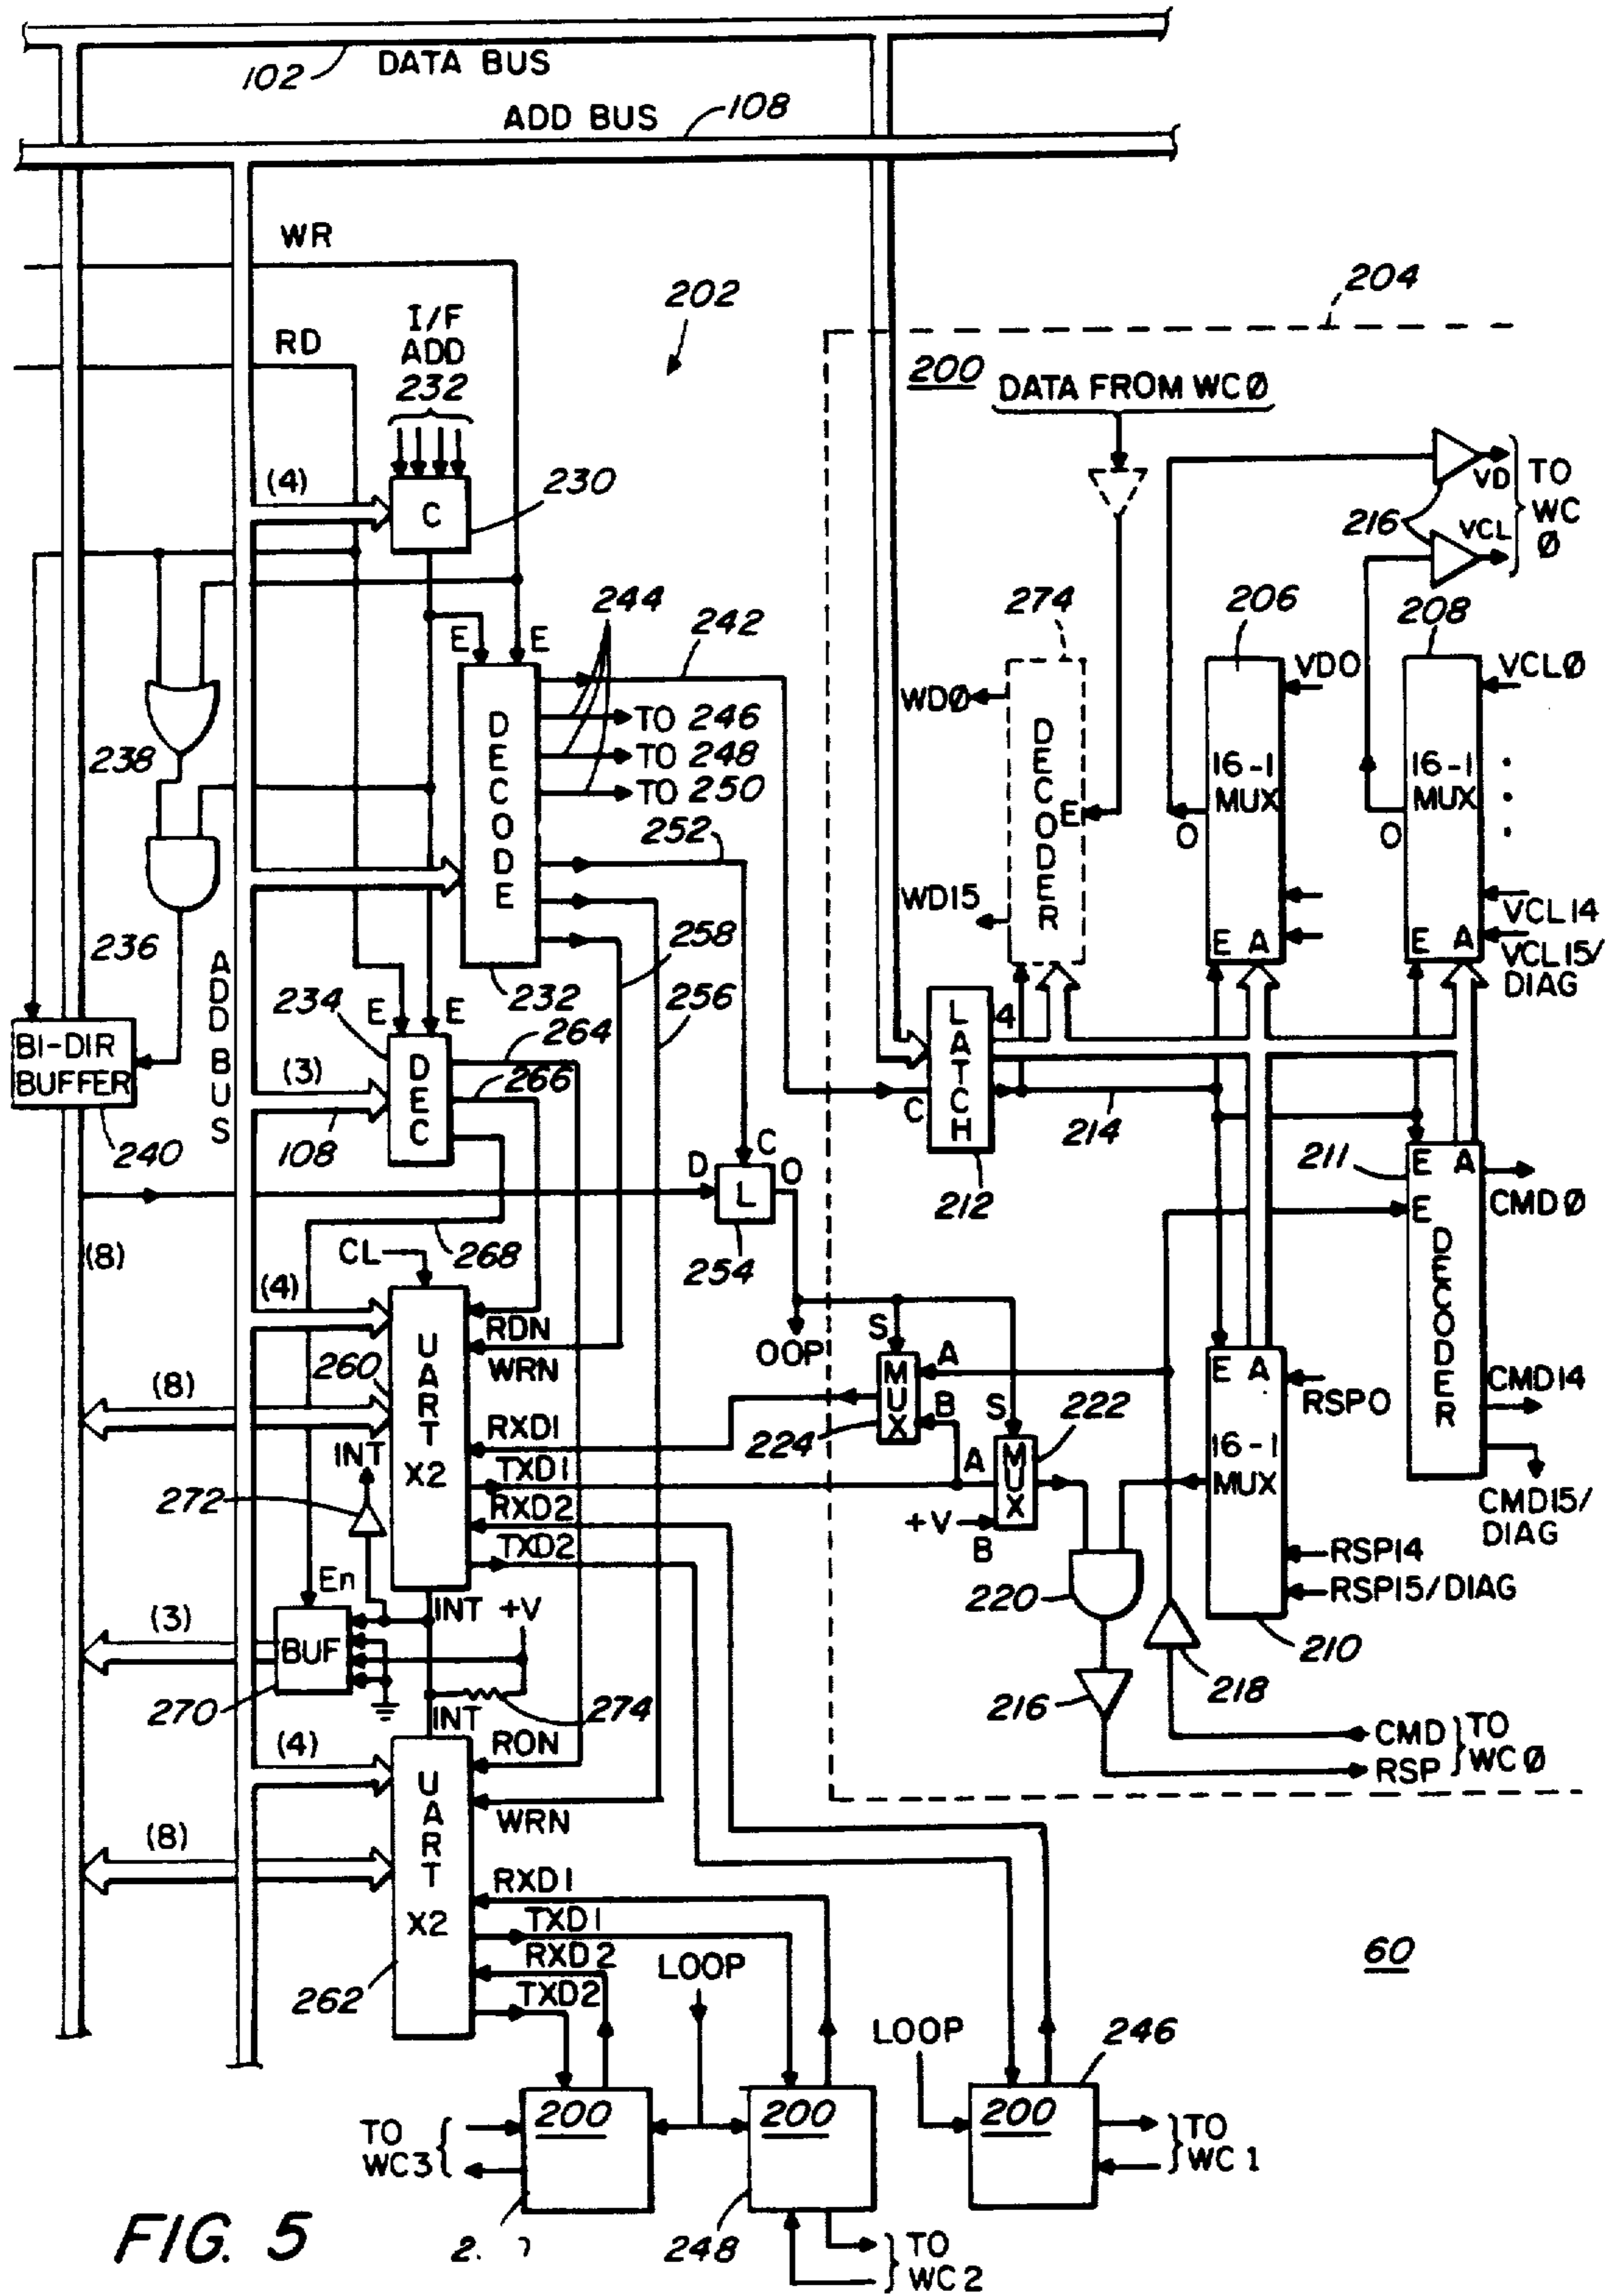 102
DATA BUS
ADD BUS
108
WR
202
204
I/F
ADD
232
RD
200
DATA FROM WCØ
(4)
C
230
VD
TO
WC
Ø
216
VCL
244
242
274
206
208
E
E
VDO
VCLØ
WDØ
DECODE
TO 246
TO 248
TO 250
DECODER
E
16-1
MUX
O
16-1
MUX
O
238
252
WD15
VCL14
VCL15/
DIAG
E A
E A
236
ADD BUS
258
256
234
E
E
232
264
266
BI-DIR
BUFFER
240
(3)
108
DEC
LATCH
4
C
212
214
211
E A
E
DECODER
CMDØ
D
C
O
L
254
(8)
268
CL
(4)
260
UART
X2
RDN
WRN
OOP
S
MUX
A
B
224
S
222
A
MUX
+V
B
E A
RSPO
16-1
MUX
CMD14
CMD15/
DIAG
(8)
INT
272
RXD1
TXD1
RXD2
TXD2
RSP14
RSP15/DIAG
220
210
En
INT
+V
(3)
BUF
270
274
INT
216
218
CMD
RSP
TO
WCØ
(4)
RON
WRN
UART
X2
(8)
262
RXD1
TXD1
RXD2
TXD2
LOOP
LOOP
246
60
200
200
200
TO
WC3
TO
WC1
248
TO
WC2
FIG. 5